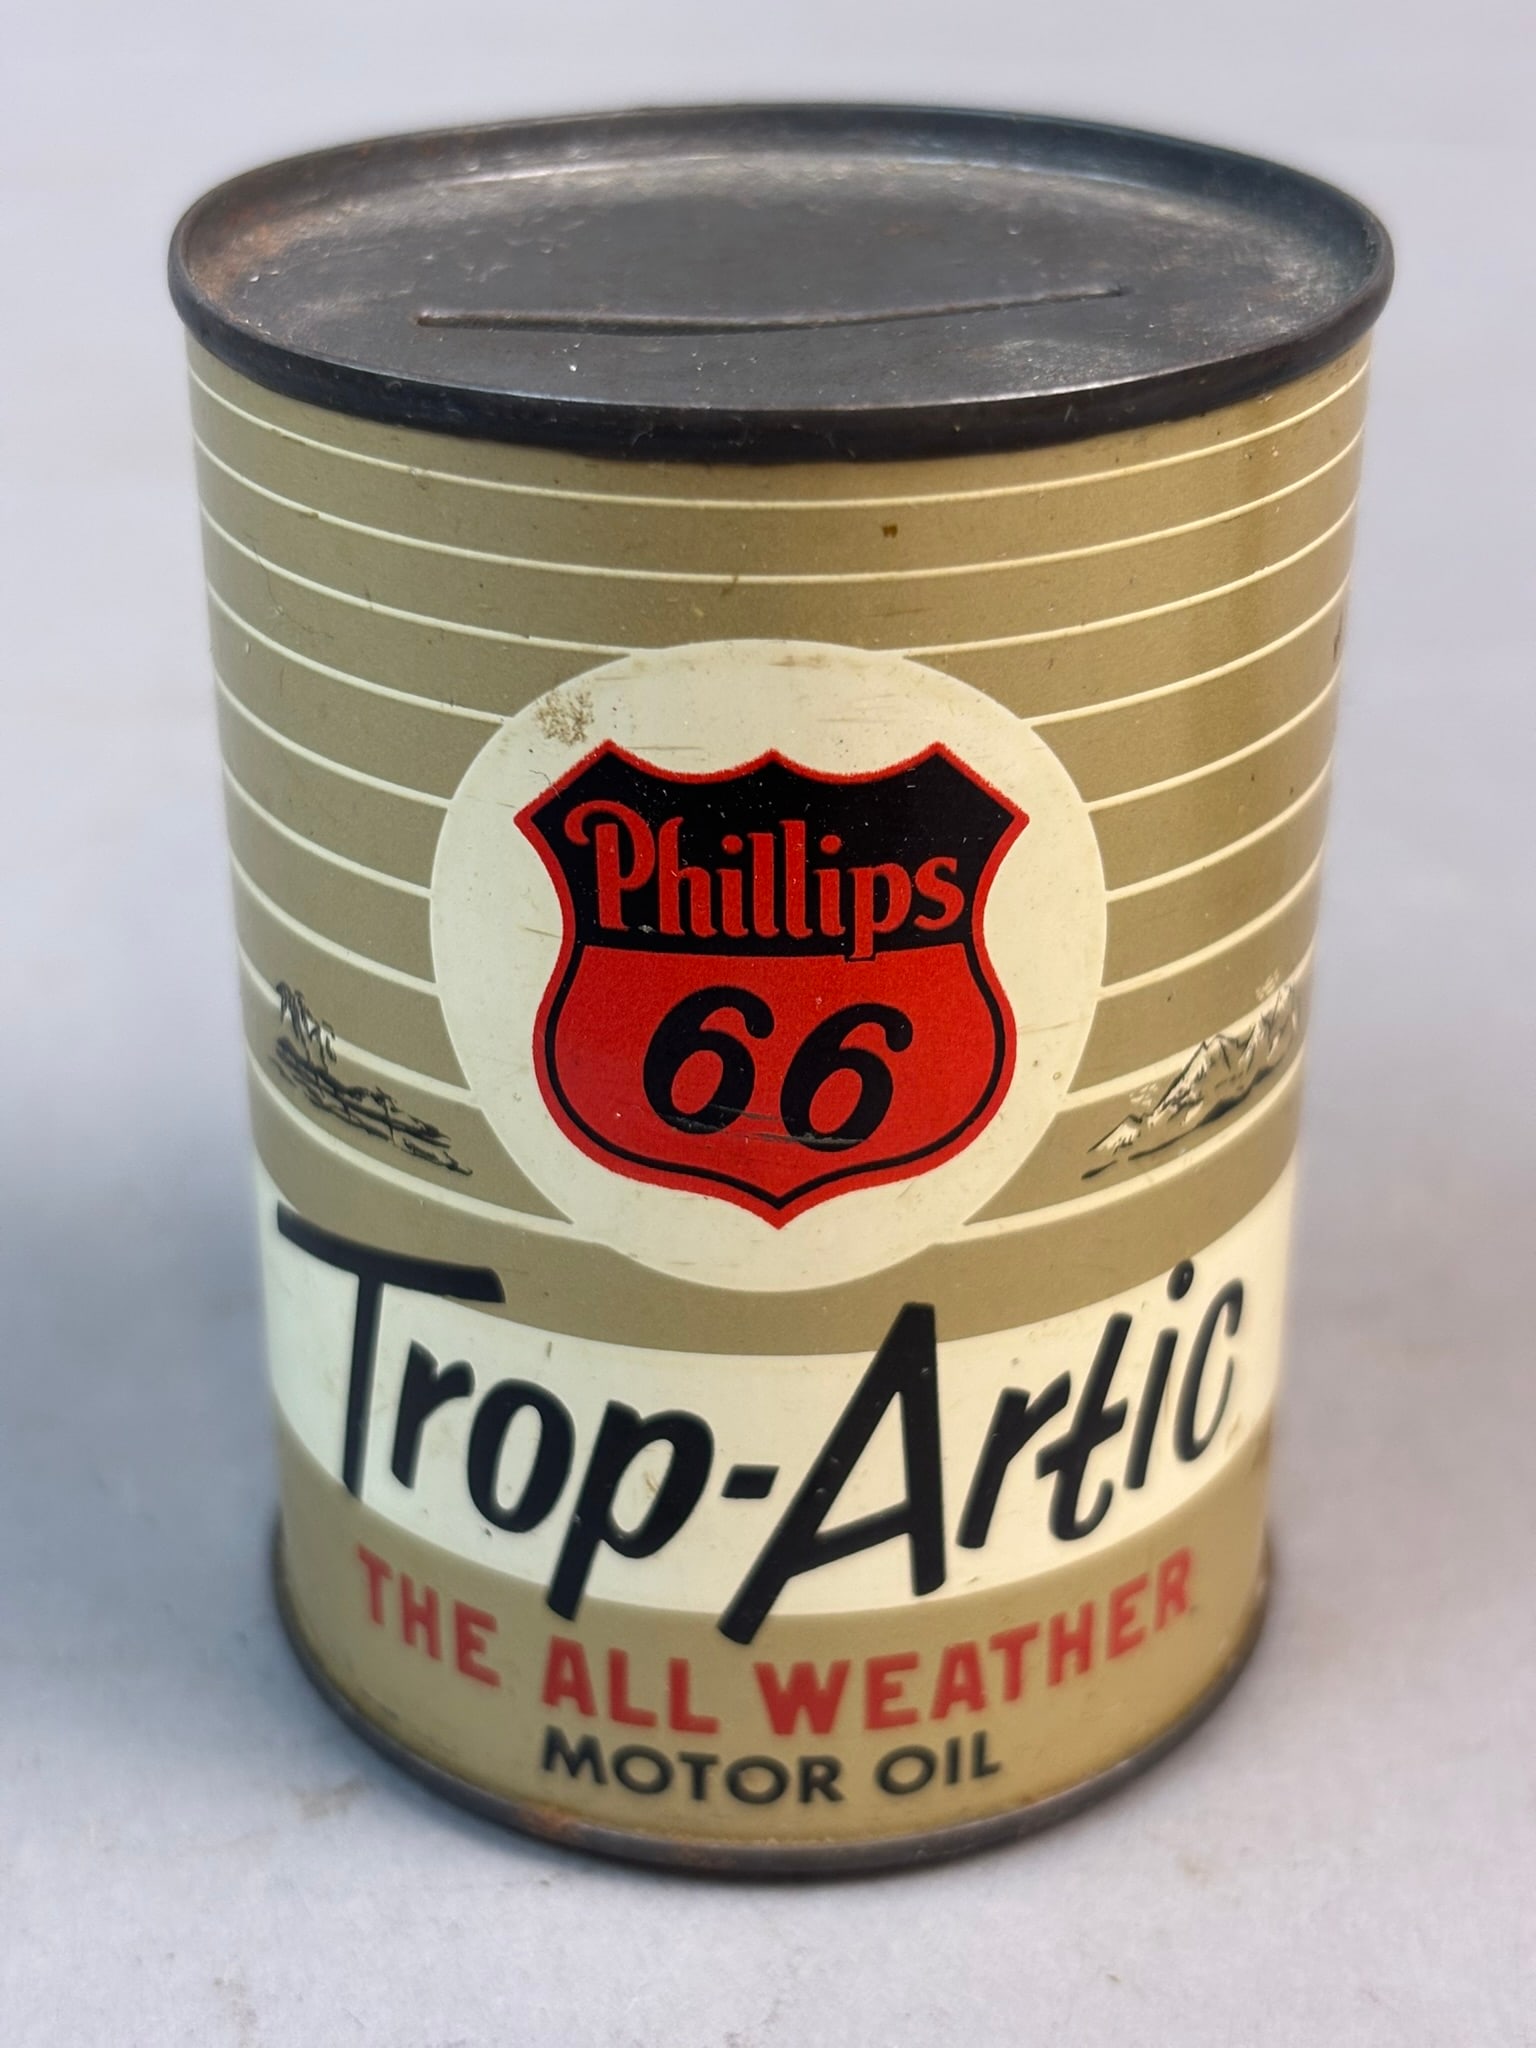 Phillips
66
Trop-Artic
THE ALL WEATHER
MOTOR OIL